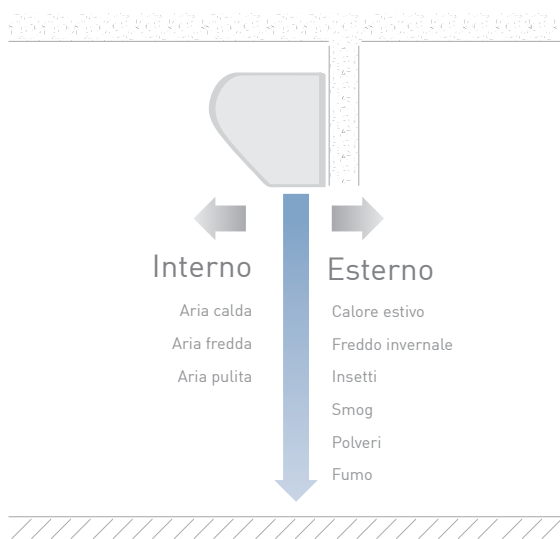 Interno
Aria calda
Aria fredda
Aria pulita
Esterno
Calore estivo
Freddo invernale
Insetti
Smog
Polveri
Fumo